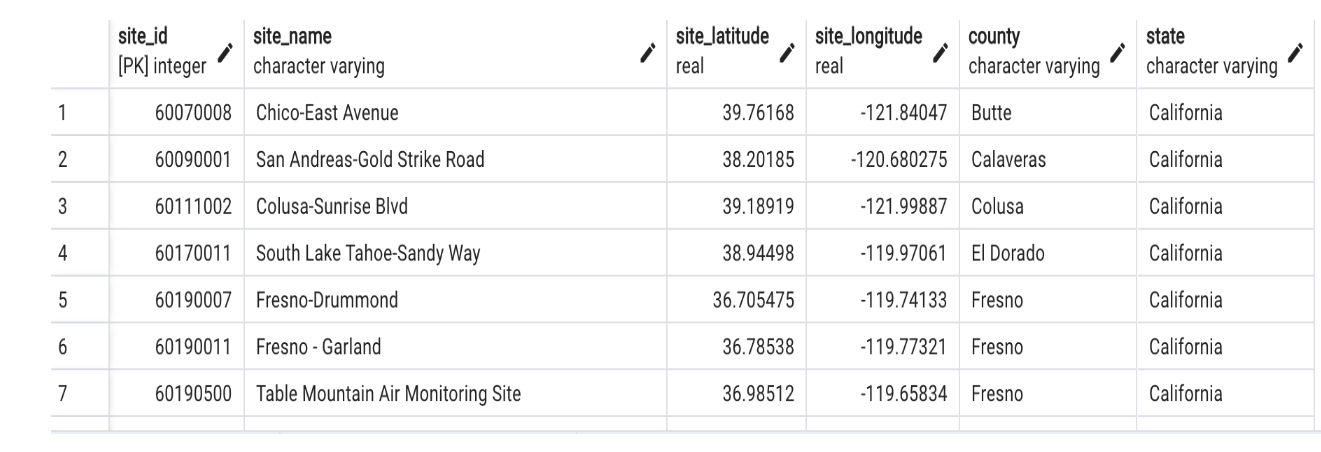 site_id site_name site_latitude site_longitude county state
[PK] integer character varying real real character varying character varying
1 60070008 Chico-East Avenue 39.76168 -121.84047 Butte California
2 60090001 San Andreas-Gold Strike Road 38.20185 -120.680275 Calaveras California
3 60111002 Colusa-Sunrise Blvd 39.18919 -121.99887 Colusa California
4 60170011 South Lake Tahoe-Sandy Way 38.94498 -119.97061 El Dorado California
5 60190007 Fresno-Drummond 36.705475 -119.74133 Fresno California
6 60190011 Fresno - Garland 36.78538 -119.77321 Fresno California
7 60190500 Table Mountain Air Monitoring Site 36.98512 -119.65834 Fresno California